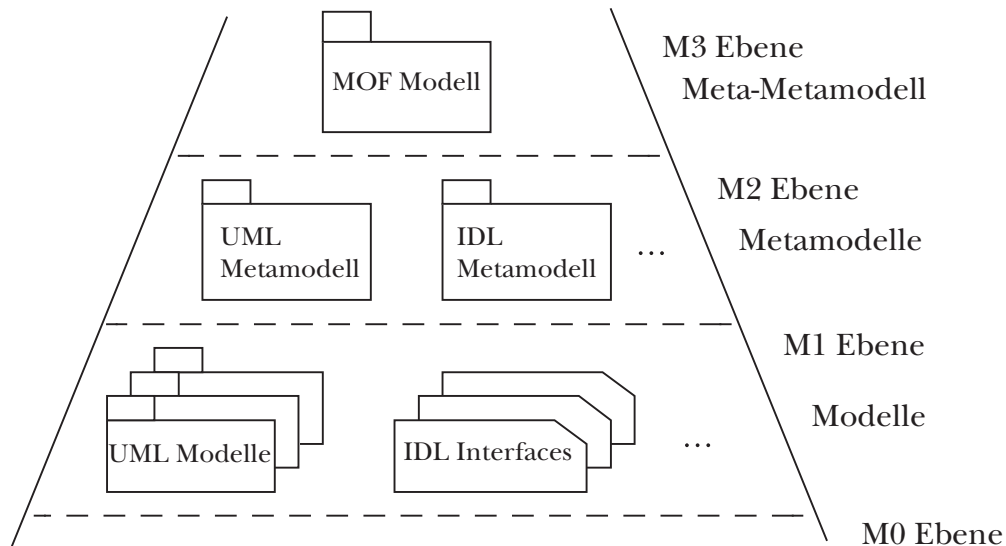 M3 Ebene
MOF Modell
Meta-Metamodell
M2 Ebene
UML
Metamodell
IDL
Metamodell
...
Metamodelle
M1 Ebene
Modelle
UML Modelle
IDL Interfaces
...
M0 Ebene